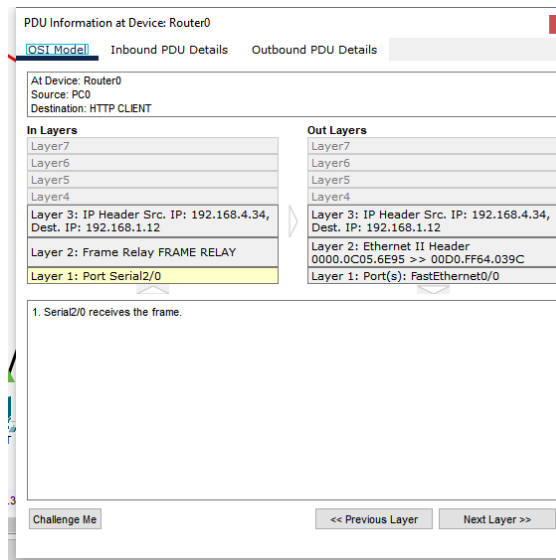 PDU Information at Device: Router0
OSI Model Inbound PDU Details Outbound PDU Details
At Device: Router0
Source: PC0
Destination: HTTP CLIENT
In Layers
Layer7
Layer6
Layer5
Layer4
Layer 3: IP Header Src. IP: 192.168.4.34,
Dest. IP: 192.168.1.12
Layer 2: Frame Relay FRAME RELAY
Layer 1: Port Serial2/0
Out Layers
Layer7
Layer6
Layer5
Layer4
Layer 3: IP Header Src. IP: 192.168.4.34,
Dest. IP: 192.168.1.12
Layer 2: Ethernet II Header
0000.0C05.6E95 >> 00D0.FF64.039C
Layer 1: Port(s): FastEthernet0/0
1. Serial2/0 receives the frame.
T
.3
Challenge Me
<< Previous Layer
Next Layer >>